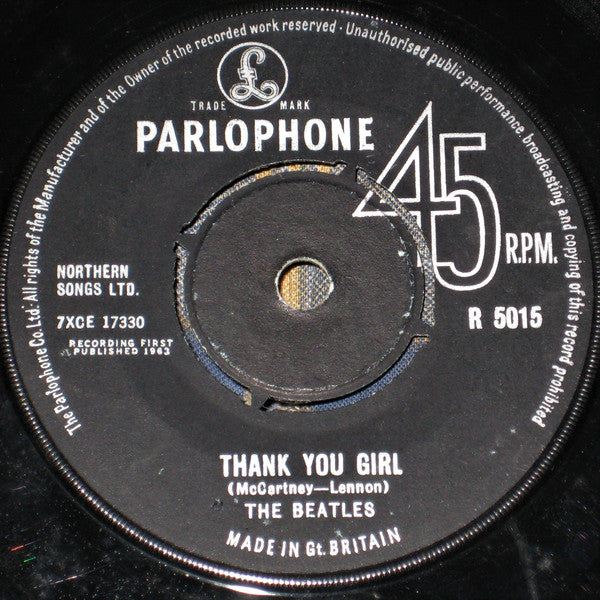 The Parlophone Co. Ltd. All rights of the Manufacturer and of the Owner of the recorded work reserved - Unauthorised public performance, broadcasting and copying of this record prohibited
£
TRADE MARK
PARLOPHONE
45
R.P.M.
NORTHERN
SONGS LTD.
7XCE 17330
RECORDING FIRST
PUBLISHED 1963
R 5015
THANK YOU GIRL
(McCartney—Lennon)
THE BEATLES
MADE IN Gt. BRITAIN